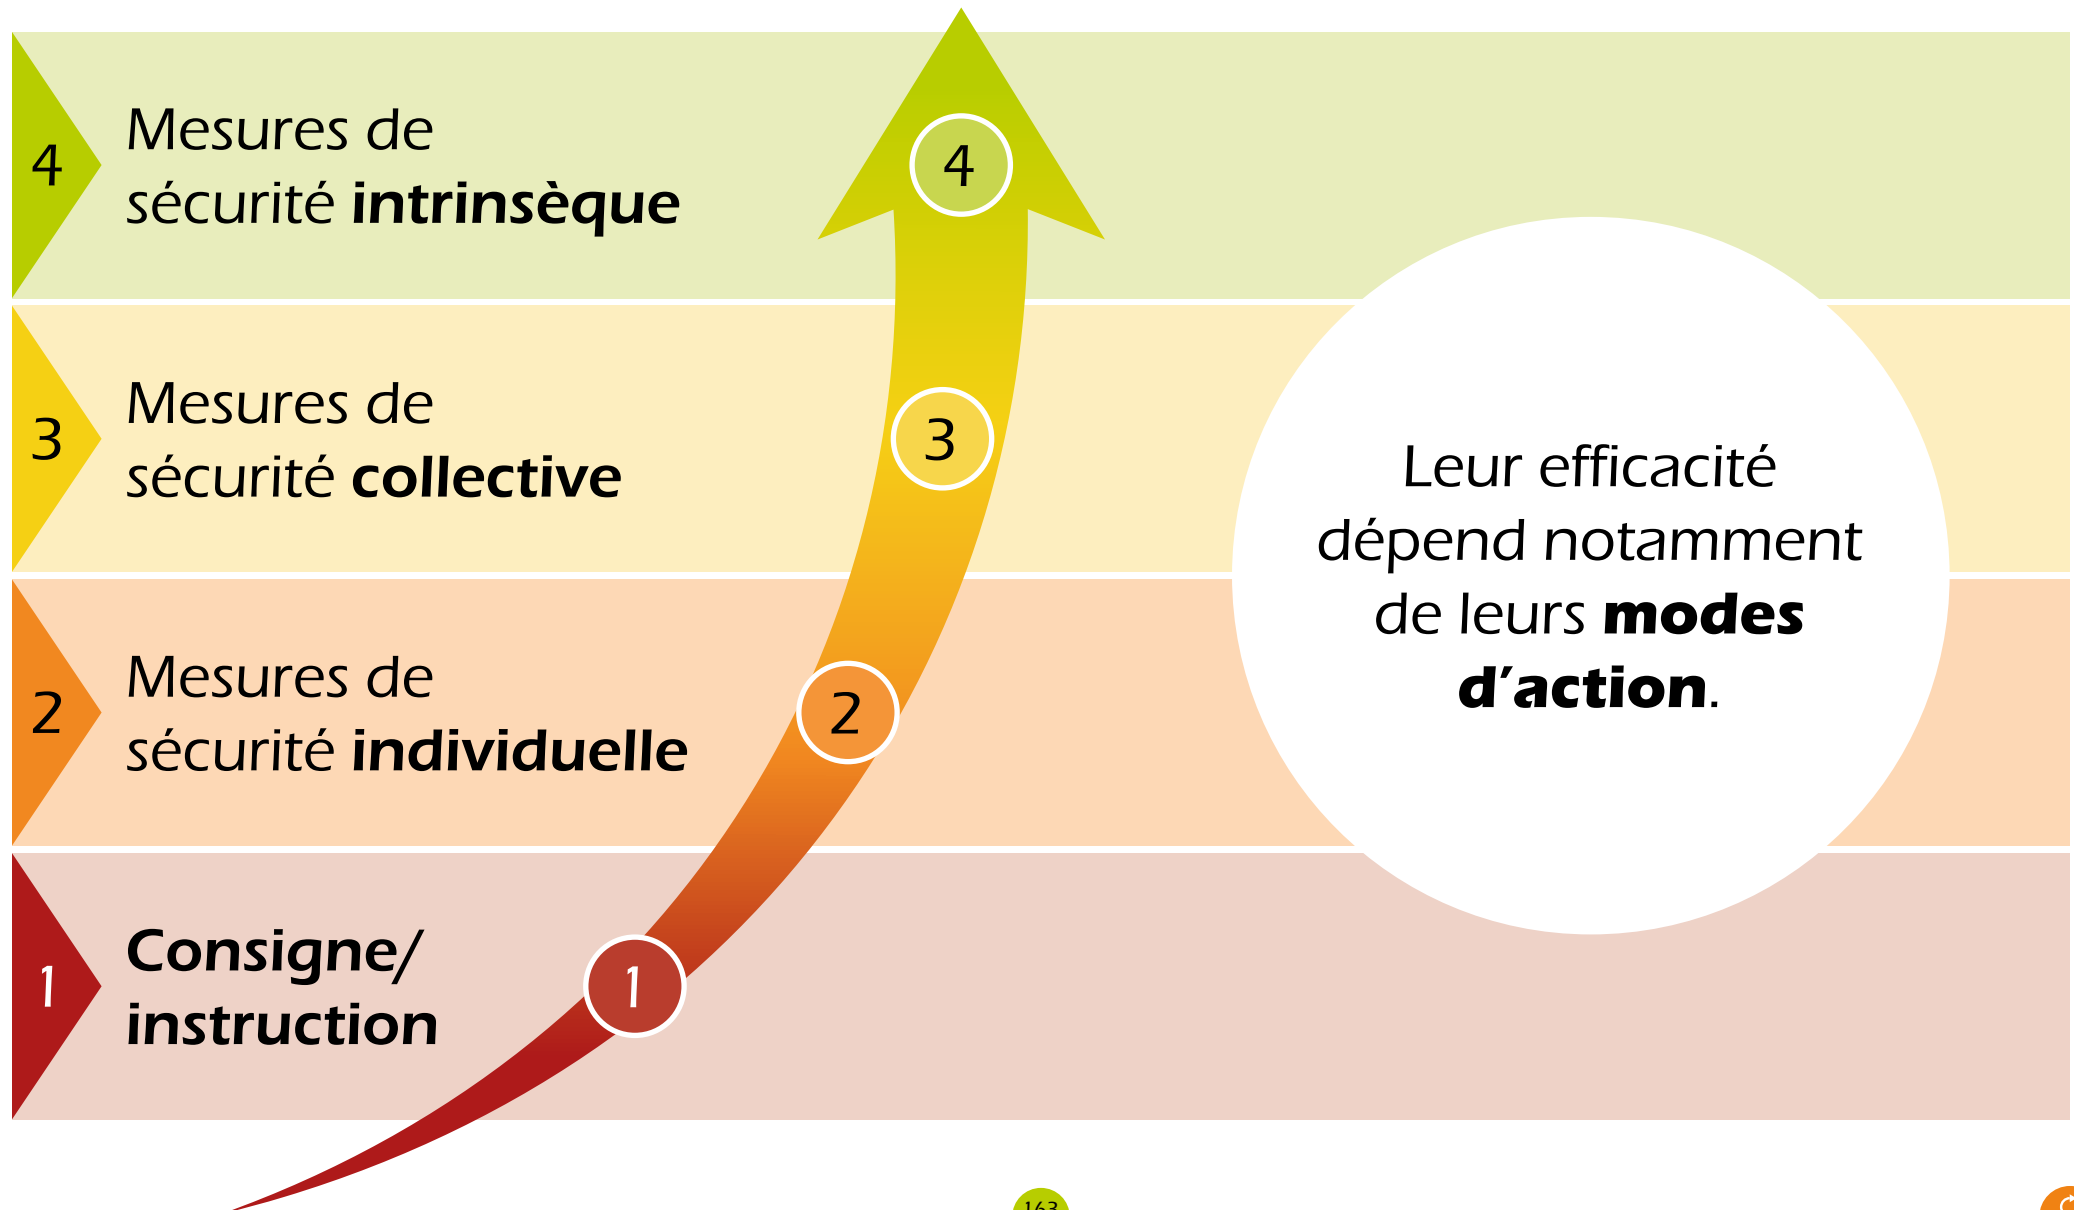 4
Mesures de
sécurité intrinsèque
4
3
Mesures de
sécurité collective
3
Leur efficacité
dépend notamment
de leurs modes
d’action.
2
Mesures de
sécurité individuelle
2
1
Consigne/
instruction
1
163